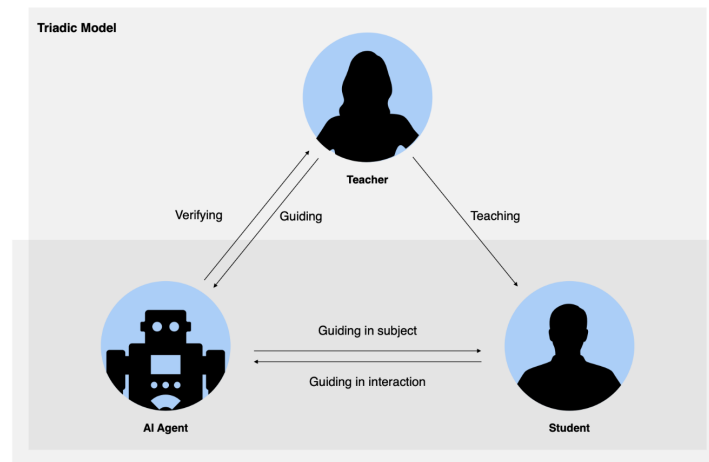 Triadic Model
Teacher
Verifying
Guiding
Teaching
Guiding in subject
Guiding in interaction
AI Agent
Student